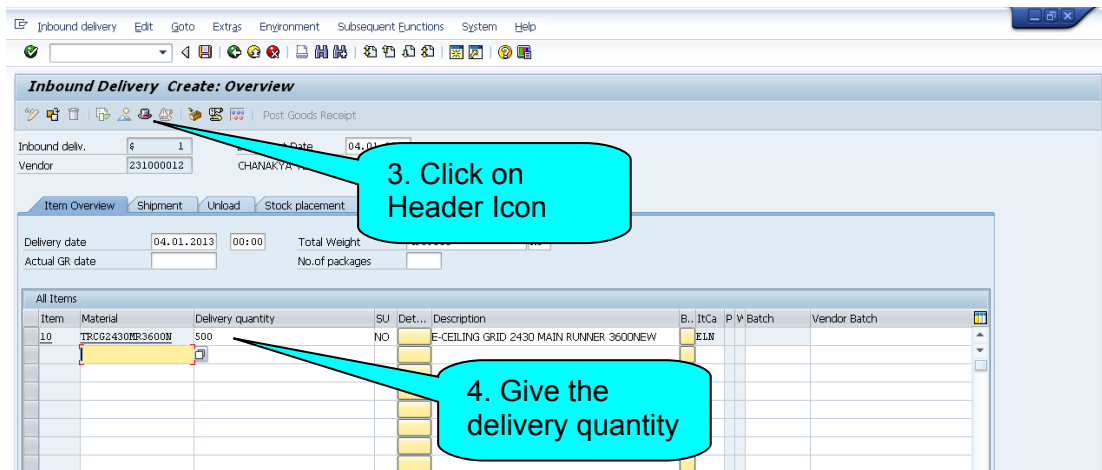 Inbound delivery Edit Goto Extras Environment Subsequent Functions System Help
Inbound Delivery Create: Overview
Post Goods Receipt
Inbound deliv. $ 1 Date 04.01
Vendor 231000012 CHANAKYA
3. Click on
Header Icon
Item Overview Shipment Unload Stock placement
Delivery date 04.01.2013 00:00 Total Weight
Actual GR date No.of packages
All Items
Item Material Delivery quantity SU Det... Description B.. ItCa P Batch Vendor Batch
10 TRCG2430MR3600N 500 NO E-CEILING GRID 2430 MAIN RUNNER 3600NEW ELN
4. Give the
delivery quantity